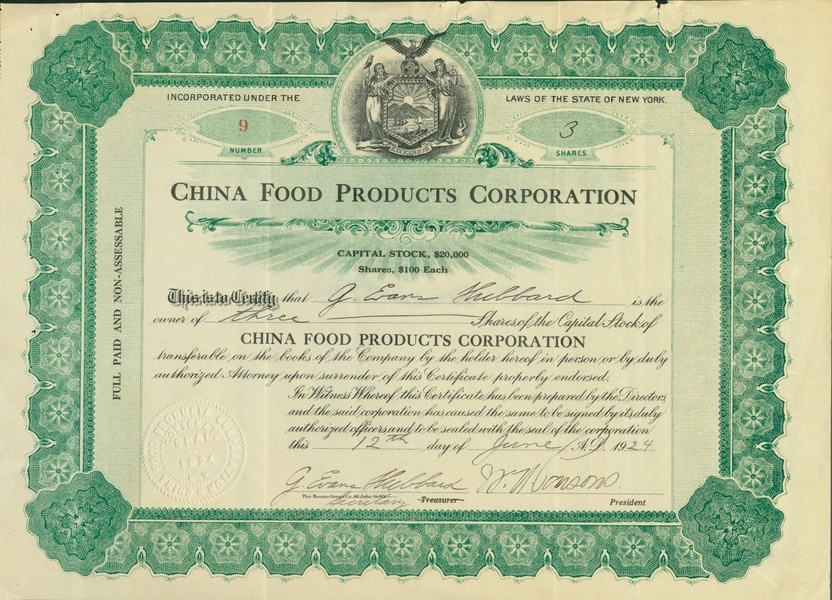 INCORPORATED UNDER THE
LAWS OF THE STATE OF NEW YORK.
9
3
NUMBER
SHARES
CHINA FOOD PRODUCTS CORPORATION
CAPITAL STOCK, $20,000
Shares, $100 Each
FULL PAID AND NON-ASSESSABLE
This is to Certify that G. Evans Hubbard is the
owner of three Shares of the Capital Stock of
CHINA FOOD PRODUCTS CORPORATION
transferable on the books of the Company by the holder hereof in person or by duly
authorized Attorney upon surrender of this Certificate properly endorsed.
In Witness Whereof this Certificate has been prepared by the Directors
and the said corporation has caused the same to be signed by its duly
authorized officers and to be sealed with the seal of the corporation
this 12th day of June A.D. 1924
G. Evans Hubbard
Secretary Treasurer
President